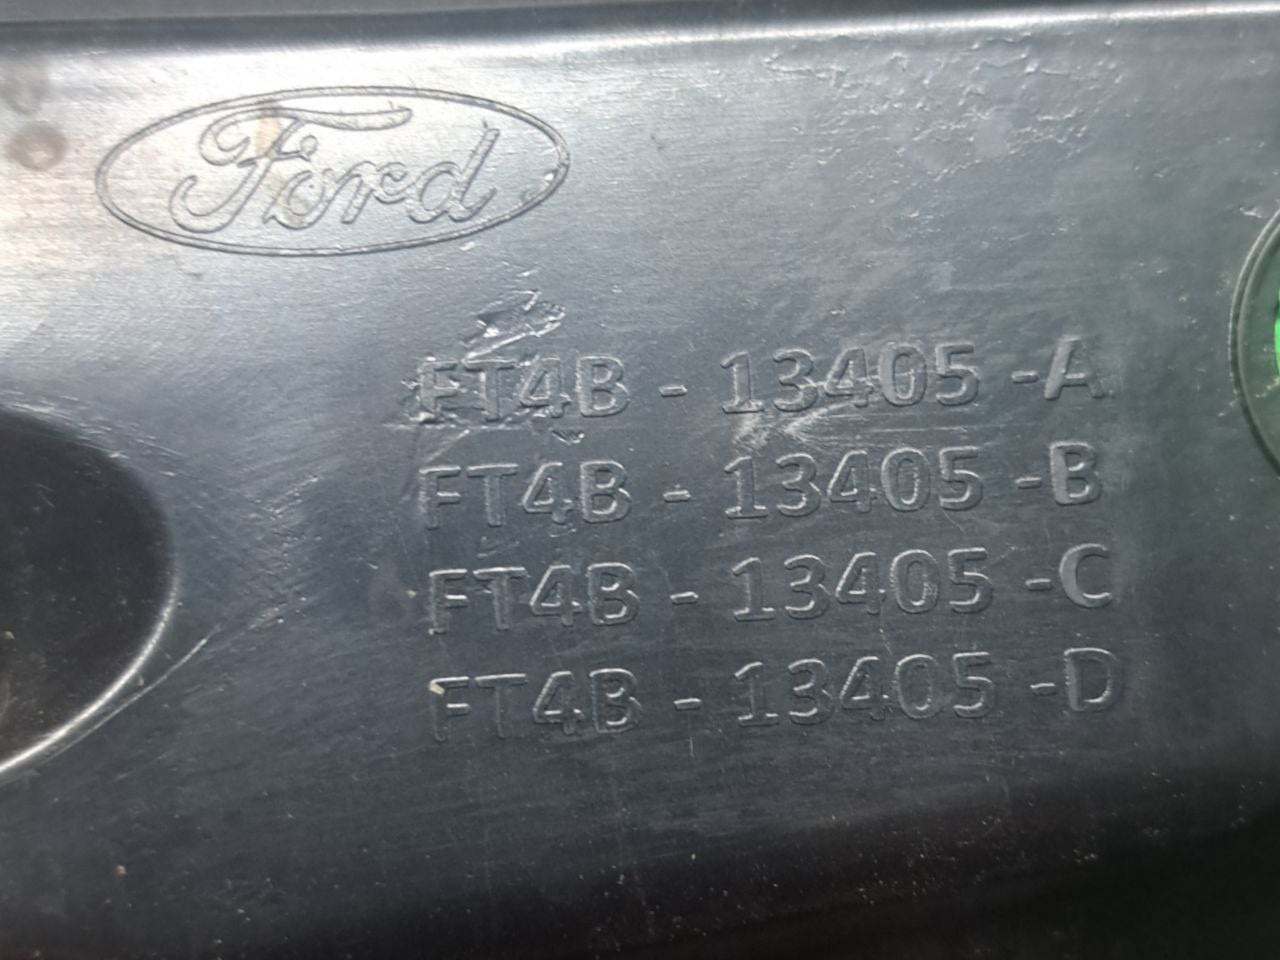 Ford
FT4B - 13405 -A
FT4B - 13405 -B
FT4B - 13405 -C
FT4B - 13405 -D